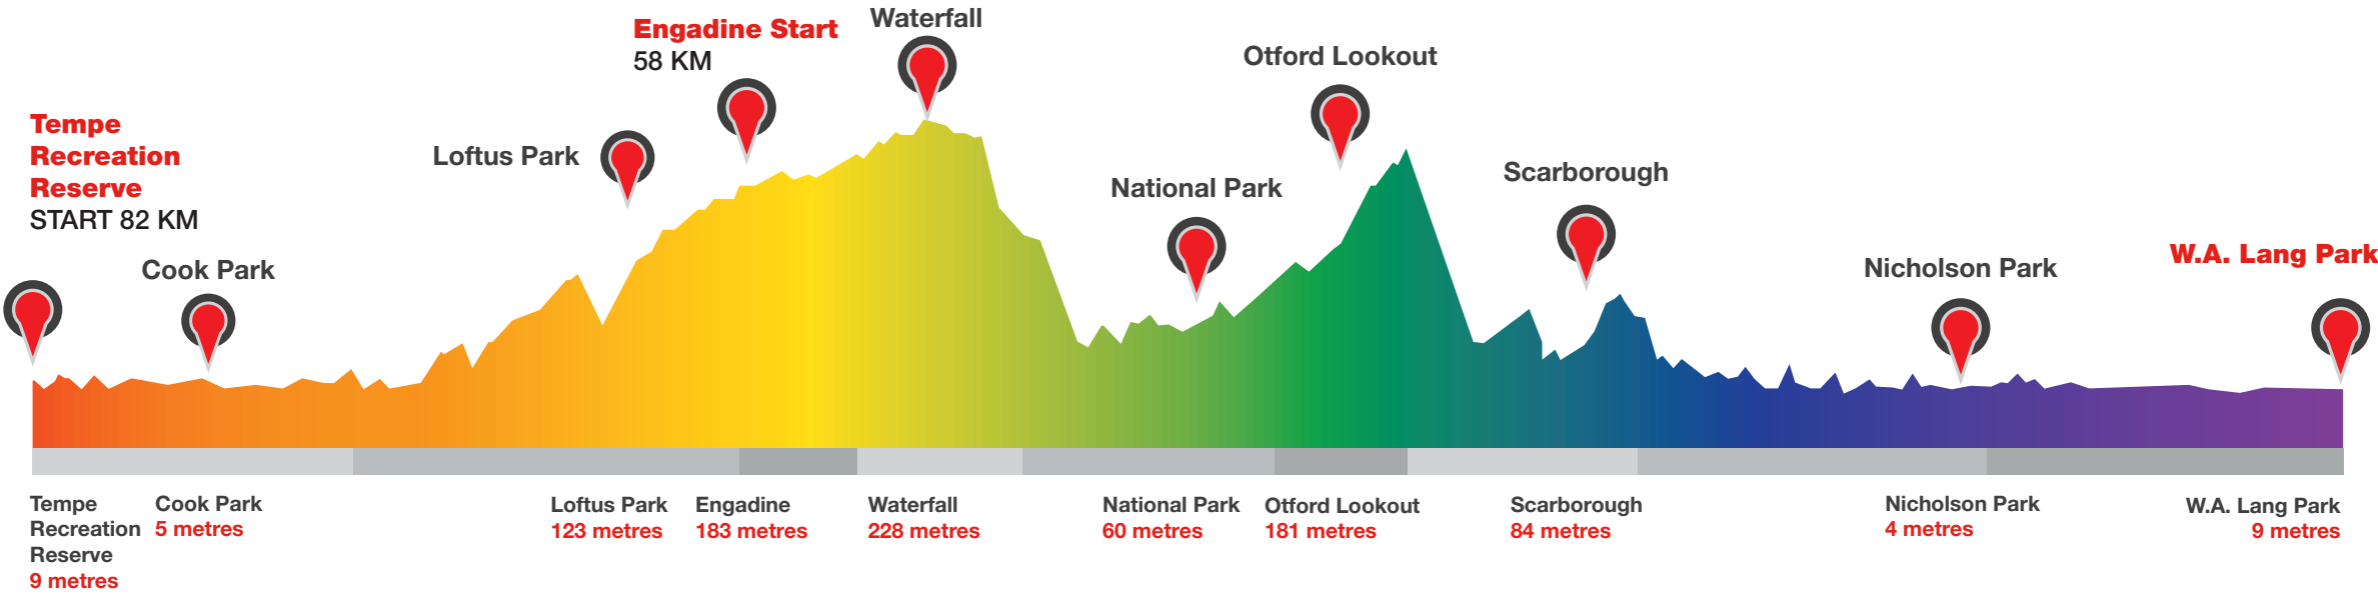 Tempe
Recreation
Reserve
START 82 KM
Cook Park
Loftus Park
Engadine Start
58 KM
Waterfall
National Park
Otford Lookout
Scarborough
Nicholson Park
W.A. Lang Park
Tempe
Recreation
Reserve
9 metres
Cook Park
5 metres
Loftus Park
123 metres
Engadine
183 metres
Waterfall
228 metres
National Park
60 metres
Otford Lookout
181 metres
Scarborough
84 metres
Nicholson Park
4 metres
W.A. Lang Park
9 metres